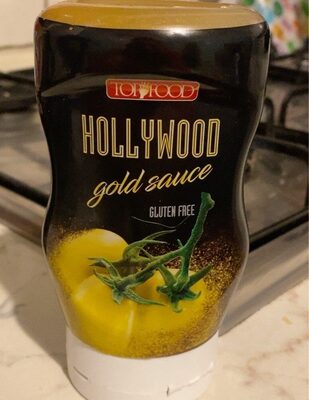 TOP FOOD
HOLLYWOOD
gold sauce
GLUTEN FREE